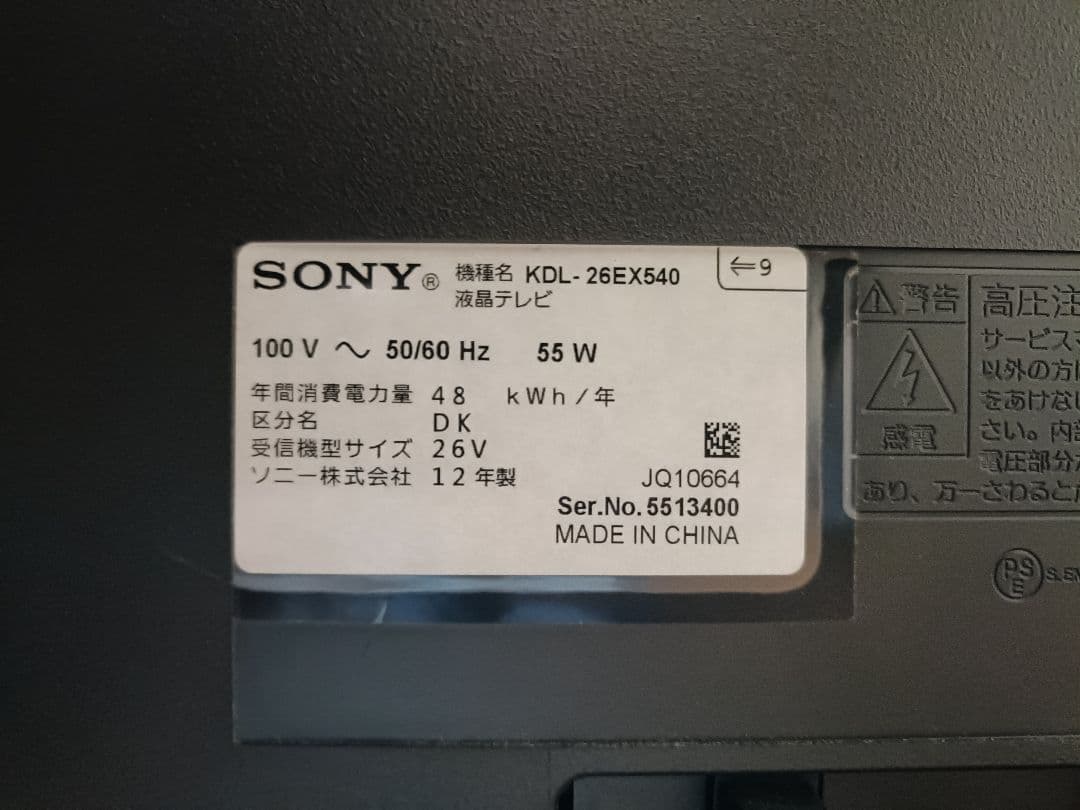 SONY® 機種名 KDL-26EX540 ⇐9
液晶テレビ
100 V ～ 50/60 Hz 55 W
年間消費電力量 48 kWh/年
区分名 DK
受信機型サイズ 26V
ソニー株式会社 12年製
JQ10664
Ser.No. 5513400
MADE IN CHINA
警告
感電
高圧注
サービスマ
以外の方に
をあけない
さい。内部
電圧部分が
あり、万一さわると
PS
E